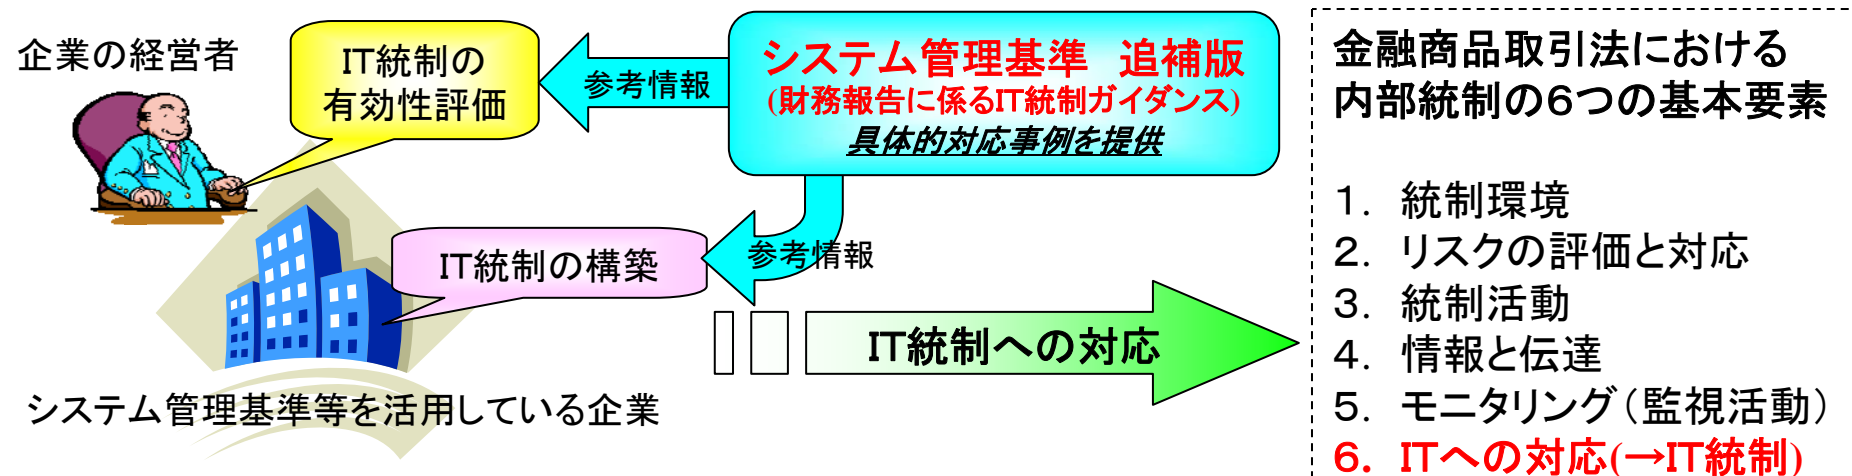 企業の経営者
IT統制の
有効性評価
参考情報
システム管理基準　追補版
(財務報告に係るIT統制ガイダンス)
具体的対応事例を提供
IT統制の構築
参考情報
IT統制への対応
システム管理基準等を活用している企業
金融商品取引法における
内部統制の６つの基本要素
１．統制環境
２．リスクの評価と対応
３．統制活動
４．情報と伝達
５．モニタリング（監視活動）
６．ITへの対応(→IT統制)